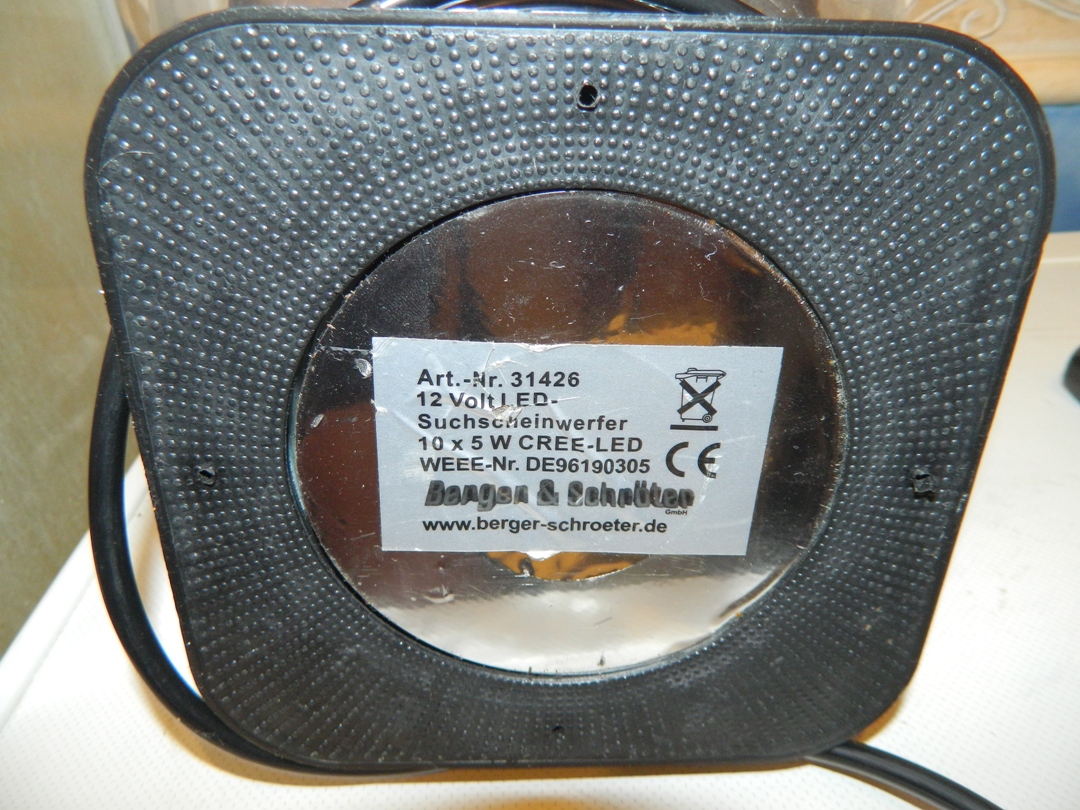 Art.-Nr. 31426
12 Volt LED-
Suchscheinwerfer
10 x 5 W CREE-LED
WEEE-Nr. DE96190305
CE
Berger & Schröter
GmbH
www.berger-schroeter.de